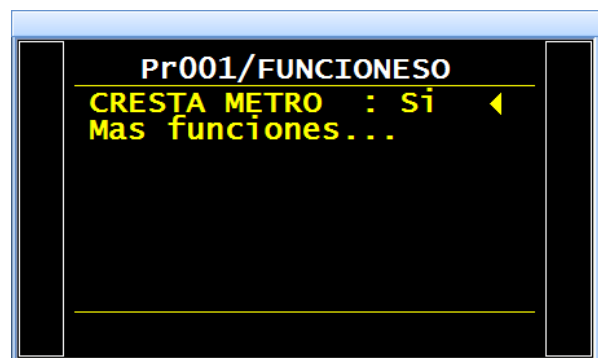 Pr001/FUNCIONESO
CRESTA METRO : Si
Mas funciones...